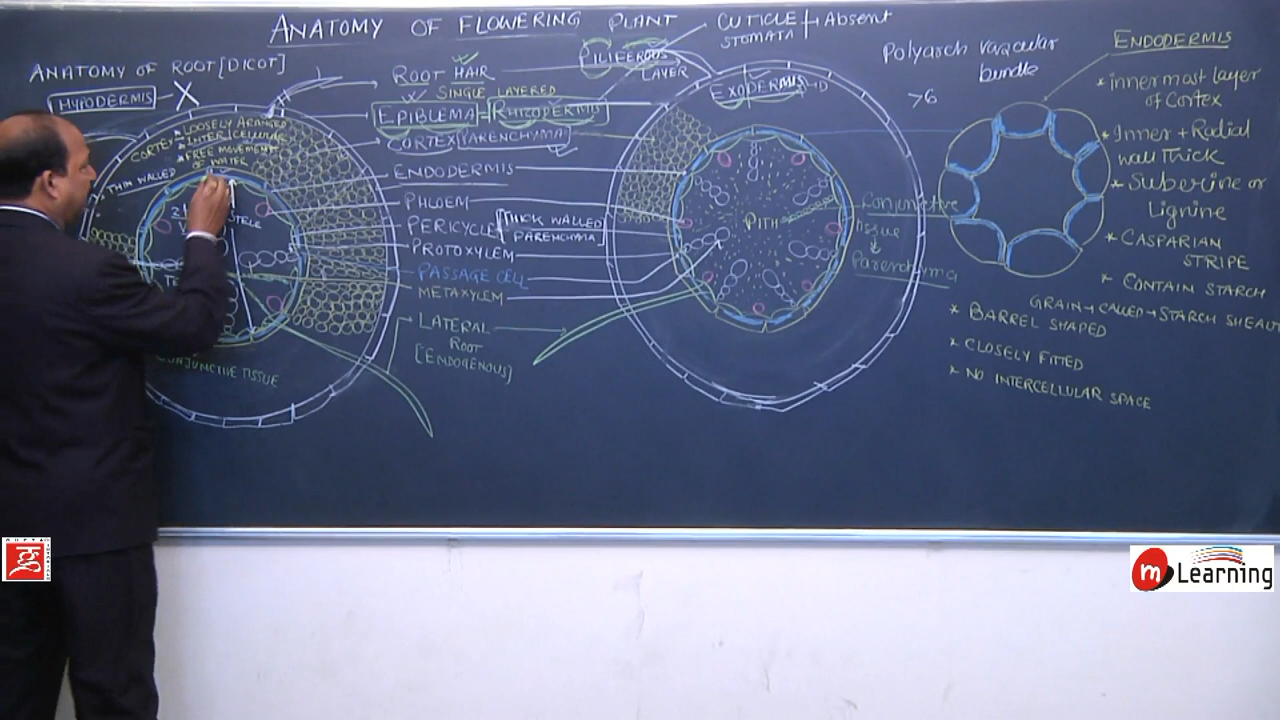 ANATOMY OF FLOWERING PLANT
CUTICLE
STOMATA
Absent
ANATOMY OF ROOT [DICOT]
HYPODERMIS
ROOT HAIR
PILIFEROUS
LAYER
SINGLE LAYERED
EPIBLEMA = RHIZODERMIS
CORTEX (PARENCHYMA)
ENDODERMIS
PHLOEM
PERICYCLE
THICK WALLED
PARENCHYMA
PROTOXYLEM
PASSAGE CELL
METAXYLEM
LATERAL
ROOT
[ENDOGENOUS]
CORTEX
* LOOSELY ARRANGED
* INTERCELLULAR
* FREE MOVEMENT
OF WATER
THIN WALLED
CONJUNCTIVE TISSUE
EXODERMIS
PITH
Conjunctive
tissue
Parenchyma
Polyarch vascular
bundle
>6
ENDODERMIS
* innermost layer
of Cortex
* Inner + Radial
wall Thick
* Suberine or
Lignine
* CASPARIAN
STRIPE
* CONTAIN STARCH
GRAIN → CALLED → STARCH SHEATH
* BARREL SHAPED
* CLOSELY FITTED
* NO INTERCELLULAR SPACE
m Learning